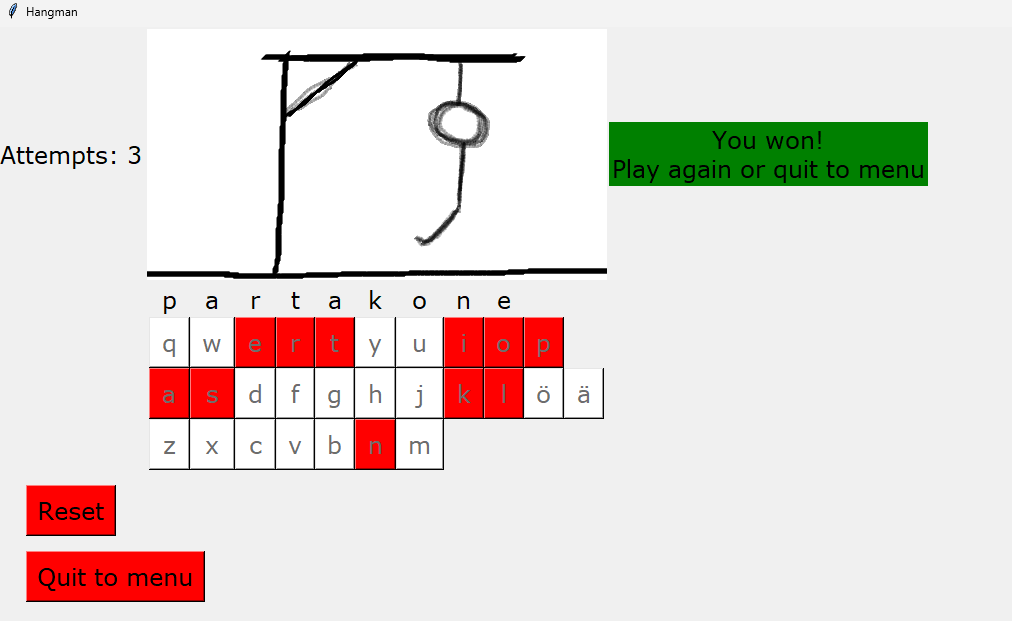 Hangman
Attempts: 3
You won!
Play again or quit to menu
p a r t a k o n e
q w e r t y u i o p
a s d f g h j k l ö ä
z x c v b n m
Reset
Quit to menu